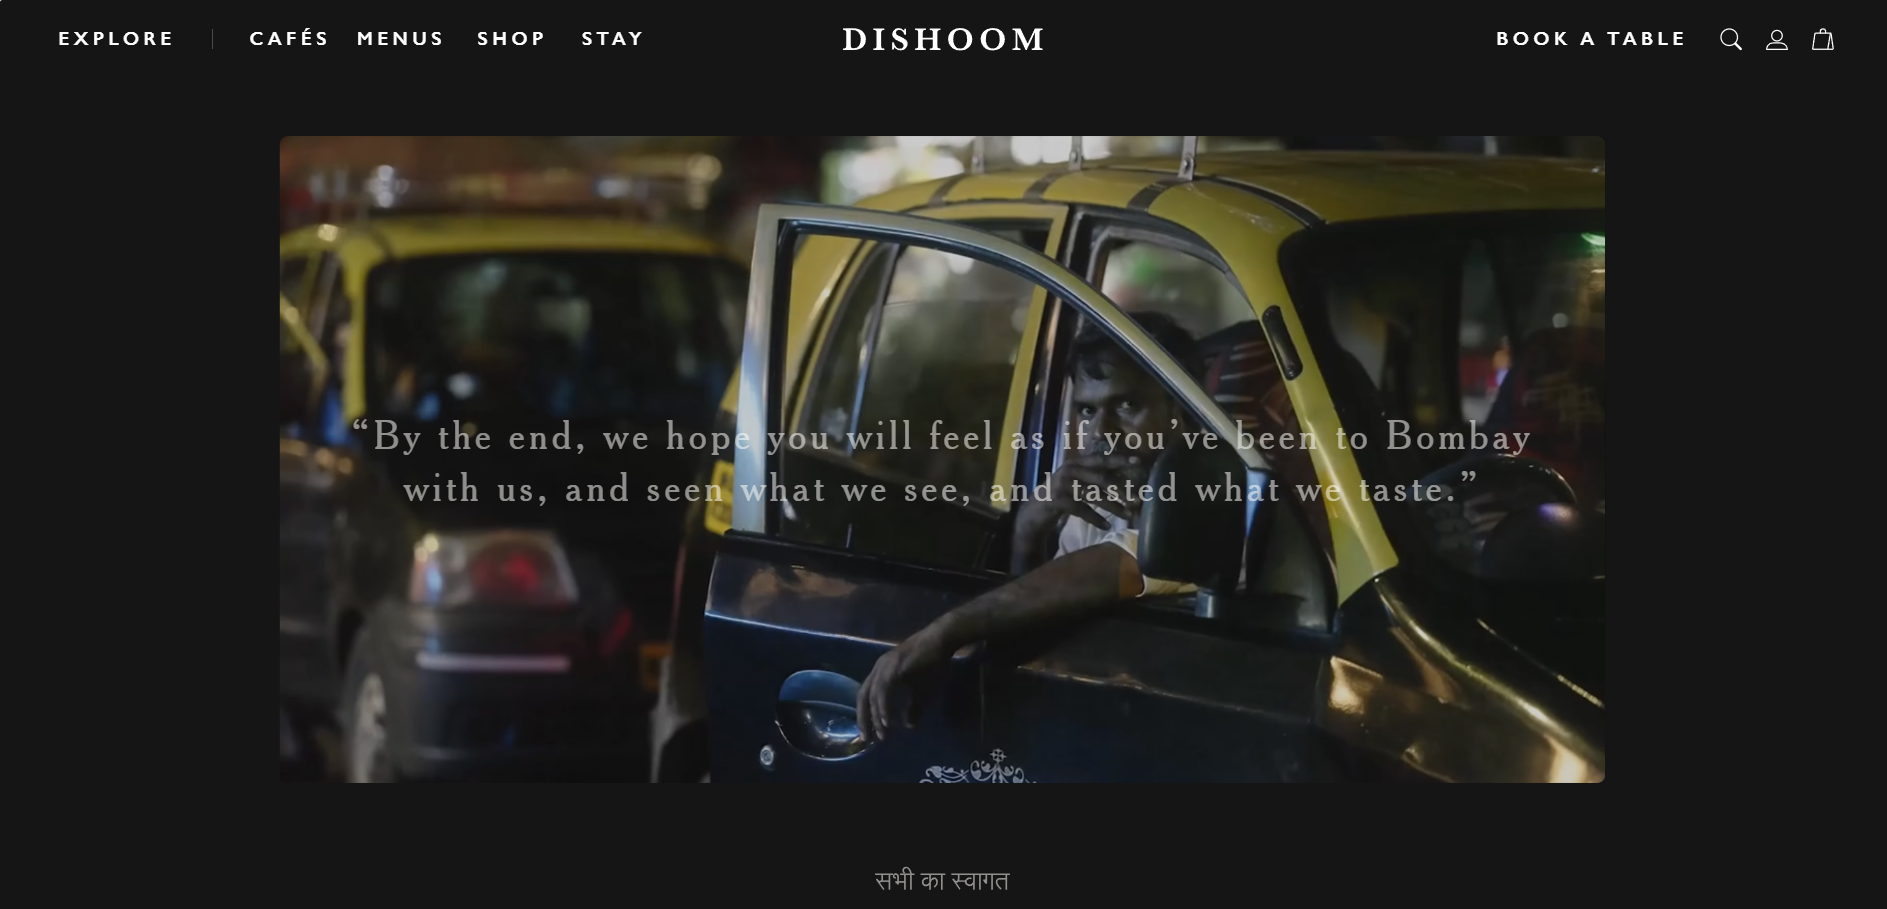 EXPLORE
CAFÉS
MENUS
SHOP
STAY
DISHOOM
BOOK A TABLE
“By the end, we hope you will feel as if you’ve been to Bombay
with us, and seen what we see, and tasted what we taste.”
सभी का स्वागत